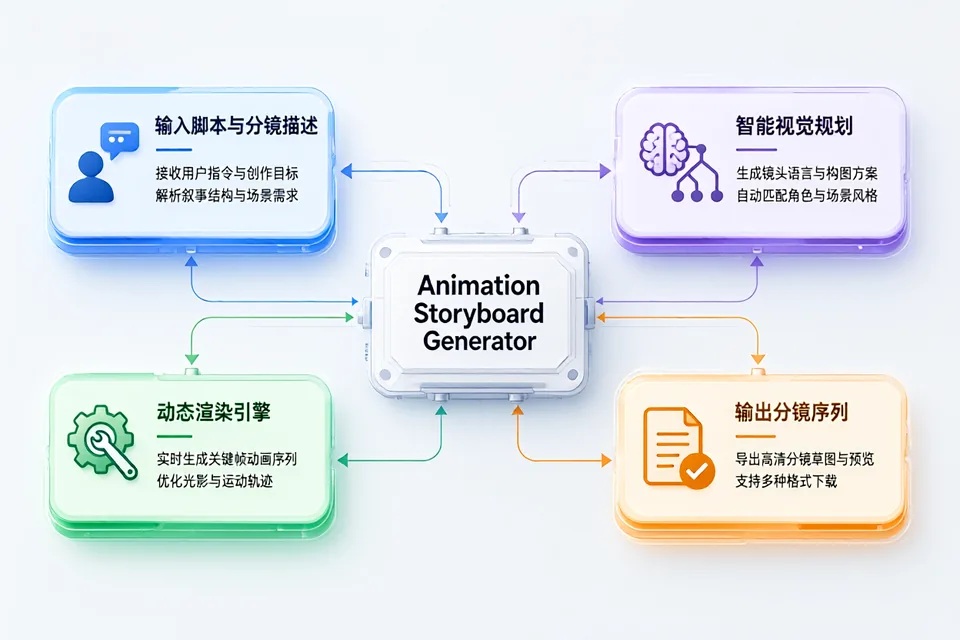 输入脚本与分镜描述
接收用户指令与创作目标
解析叙事结构与场景需求
智能视觉规划
生成镜头语言与构图方案
自动匹配角色与场景风格
Animation
Storyboard
Generator
动态渲染引擎
实时生成关键帧动画序列
优化光影与运动轨迹
输出分镜序列
导出高清分镜草图与预览
支持多种格式下载